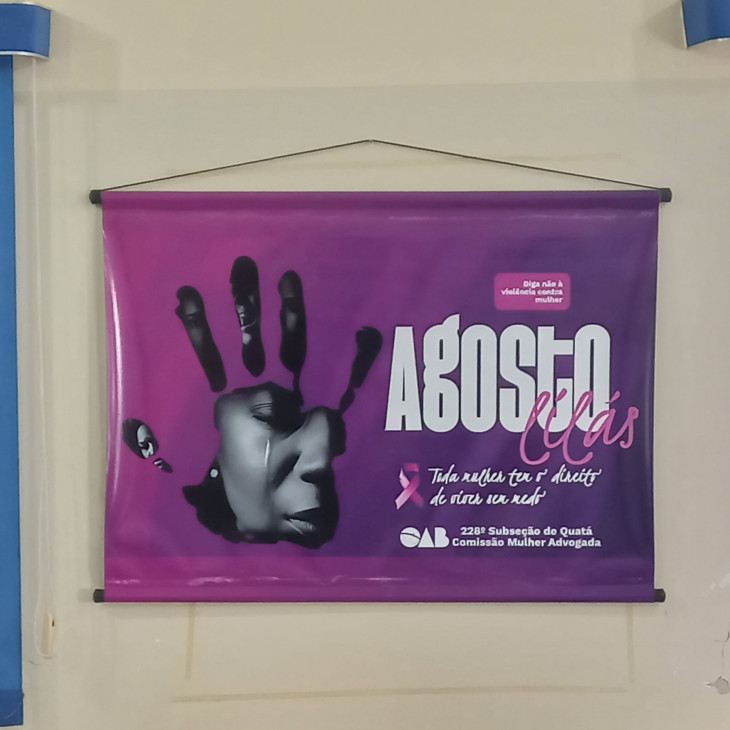 Diga não à
violência contra
mulher
Agosto
lilás
Toda mulher tem o direito
de viver sem medo
OAB
228º Subseção de Quatá
Comissão Mulher Advogada